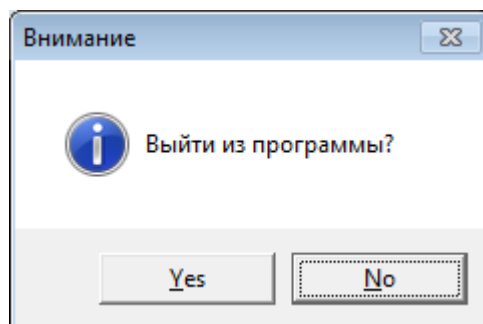 Внимание
Выйти из программы?
Yes No